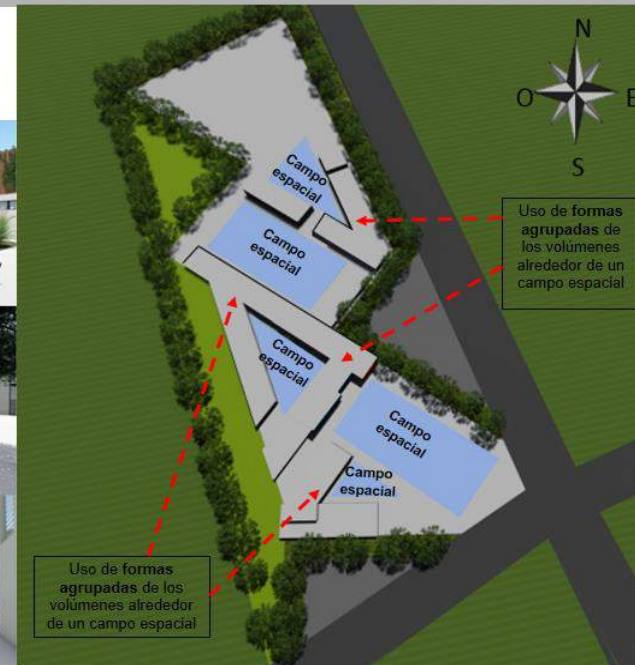 N
O E
S
Campo
espacial
Uso de formas
agrupadas de
los volúmenes
alrededor de un
campo espacial
Campo
espacial
Campo
espacial
Campo
espacial
Campo
espacial
Uso de formas
agrupadas de los
volúmenes alrededor
de un campo espacial